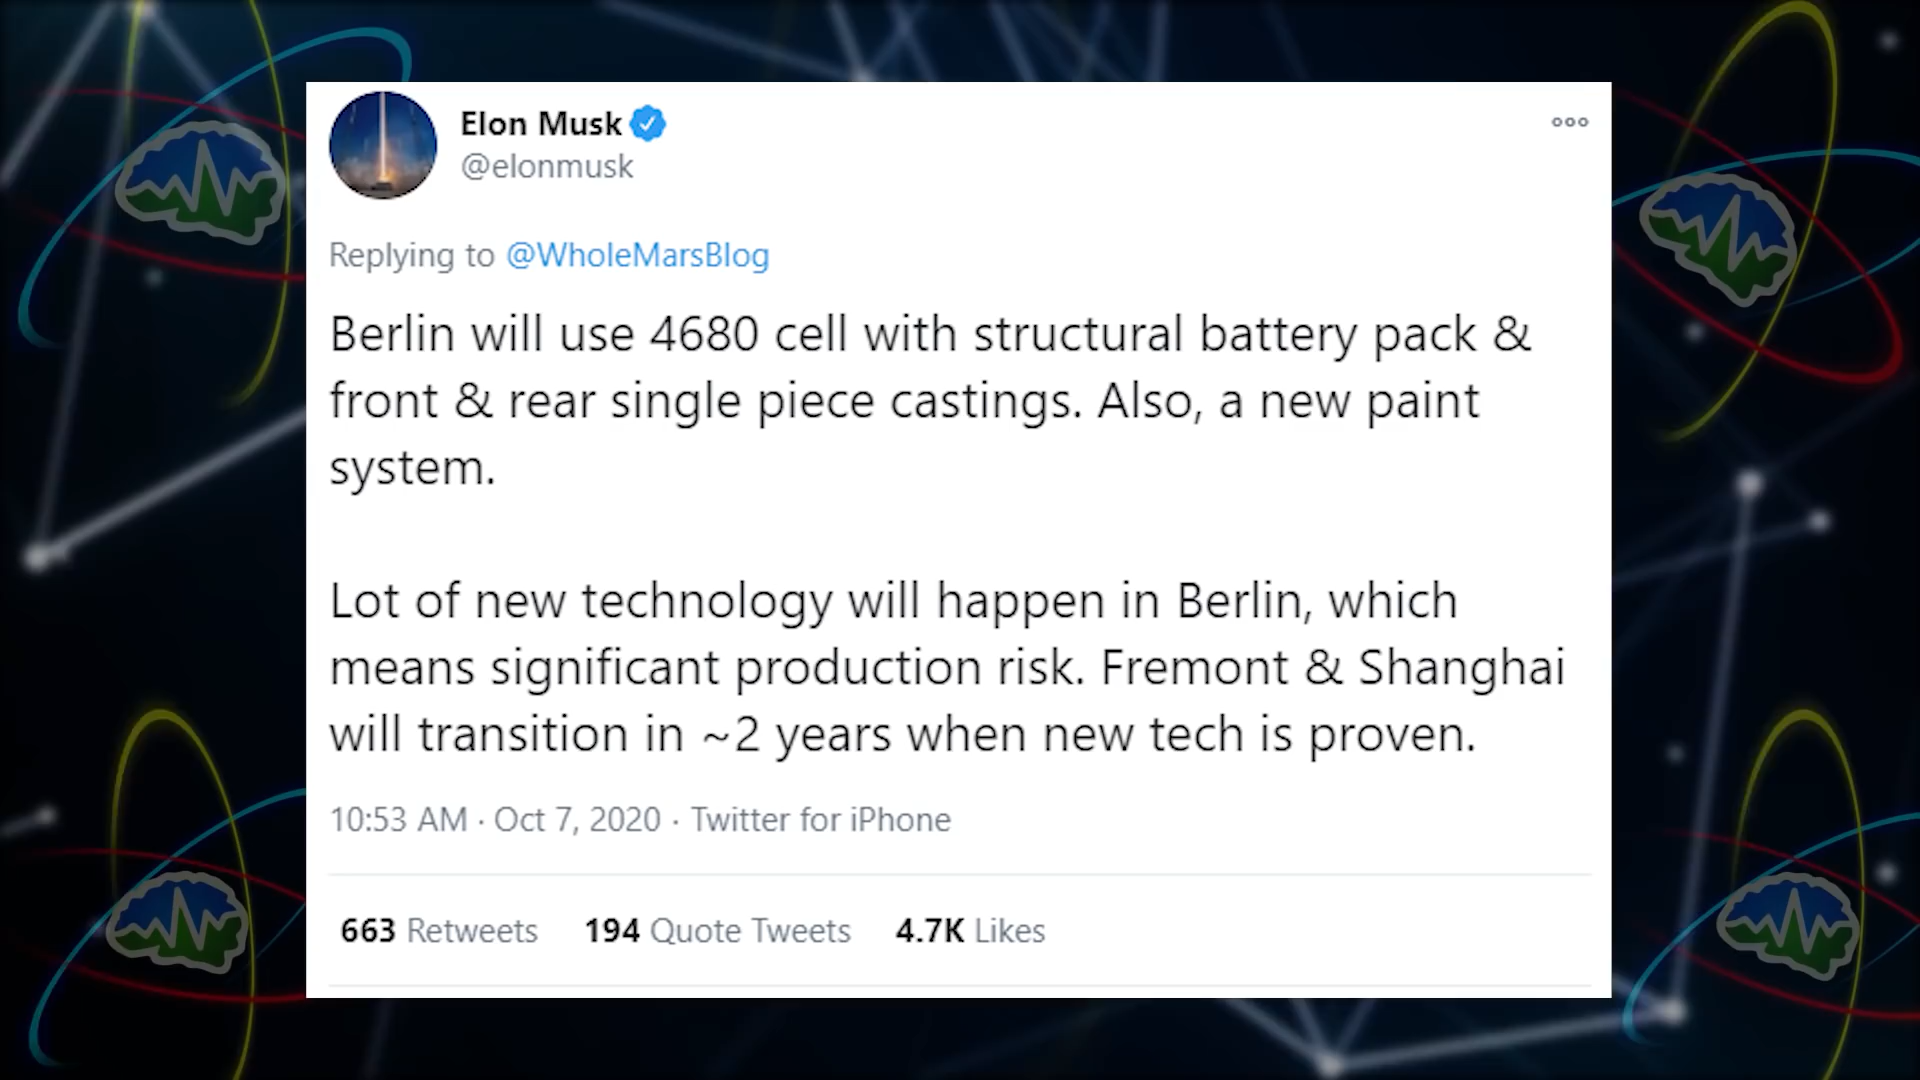 Elon Musk
@elonmusk
Replying to @WholeMarsBlog
Berlin will use 4680 cell with structural battery pack &
front & rear single piece castings. Also, a new paint
system.
Lot of new technology will happen in Berlin, which
means significant production risk. Fremont & Shanghai
will transition in ~2 years when new tech is proven.
10:53 AM · Oct 7, 2020 · Twitter for iPhone
663 Retweets 194 Quote Tweets 4.7K Likes